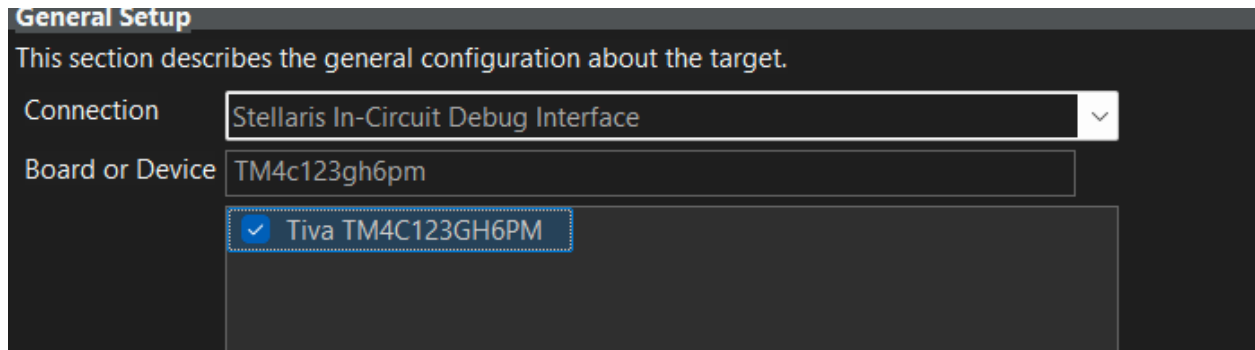 General Setup
This section describes the general configuration about the target.
Connection Stellaris In-Circuit Debug Interface
Board or Device TM4c123gh6pm
Tiva TM4C123GH6PM